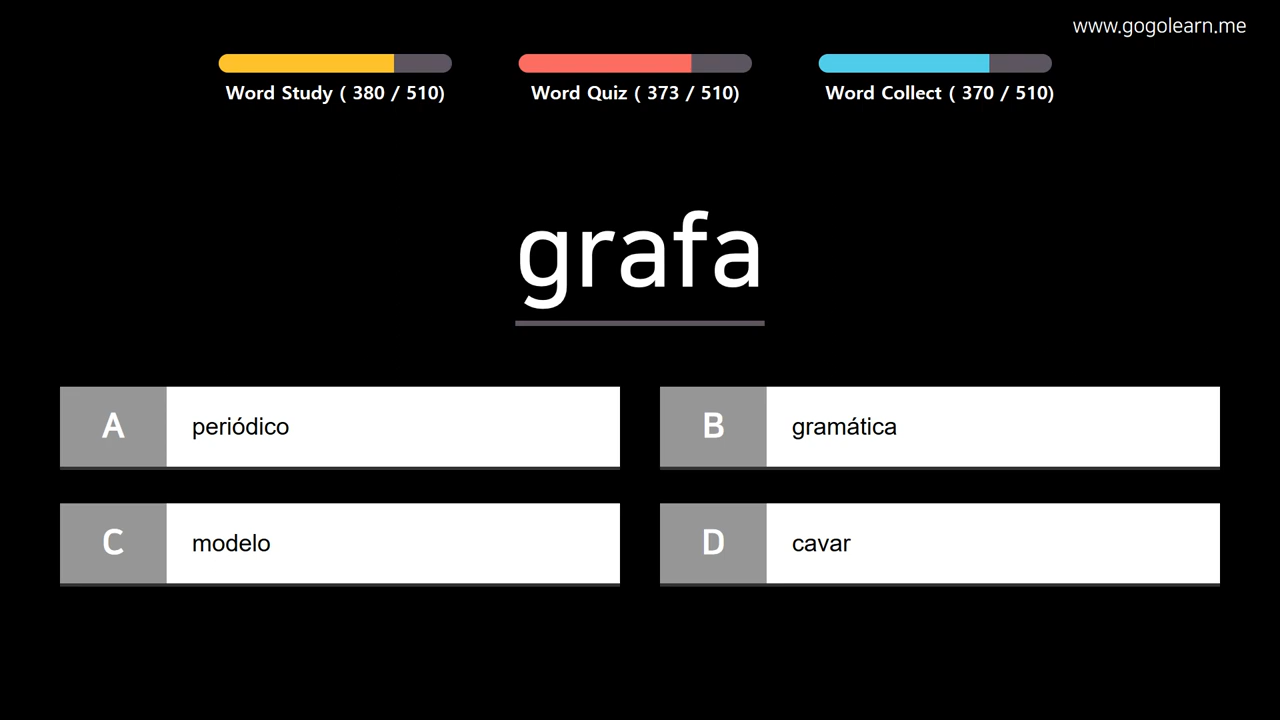 www.gogolearn.me
Word Study ( 380 / 510)
Word Quiz ( 373 / 510)
Word Collect ( 370 / 510)
grafa
A periódico
B gramática
C modelo
D cavar